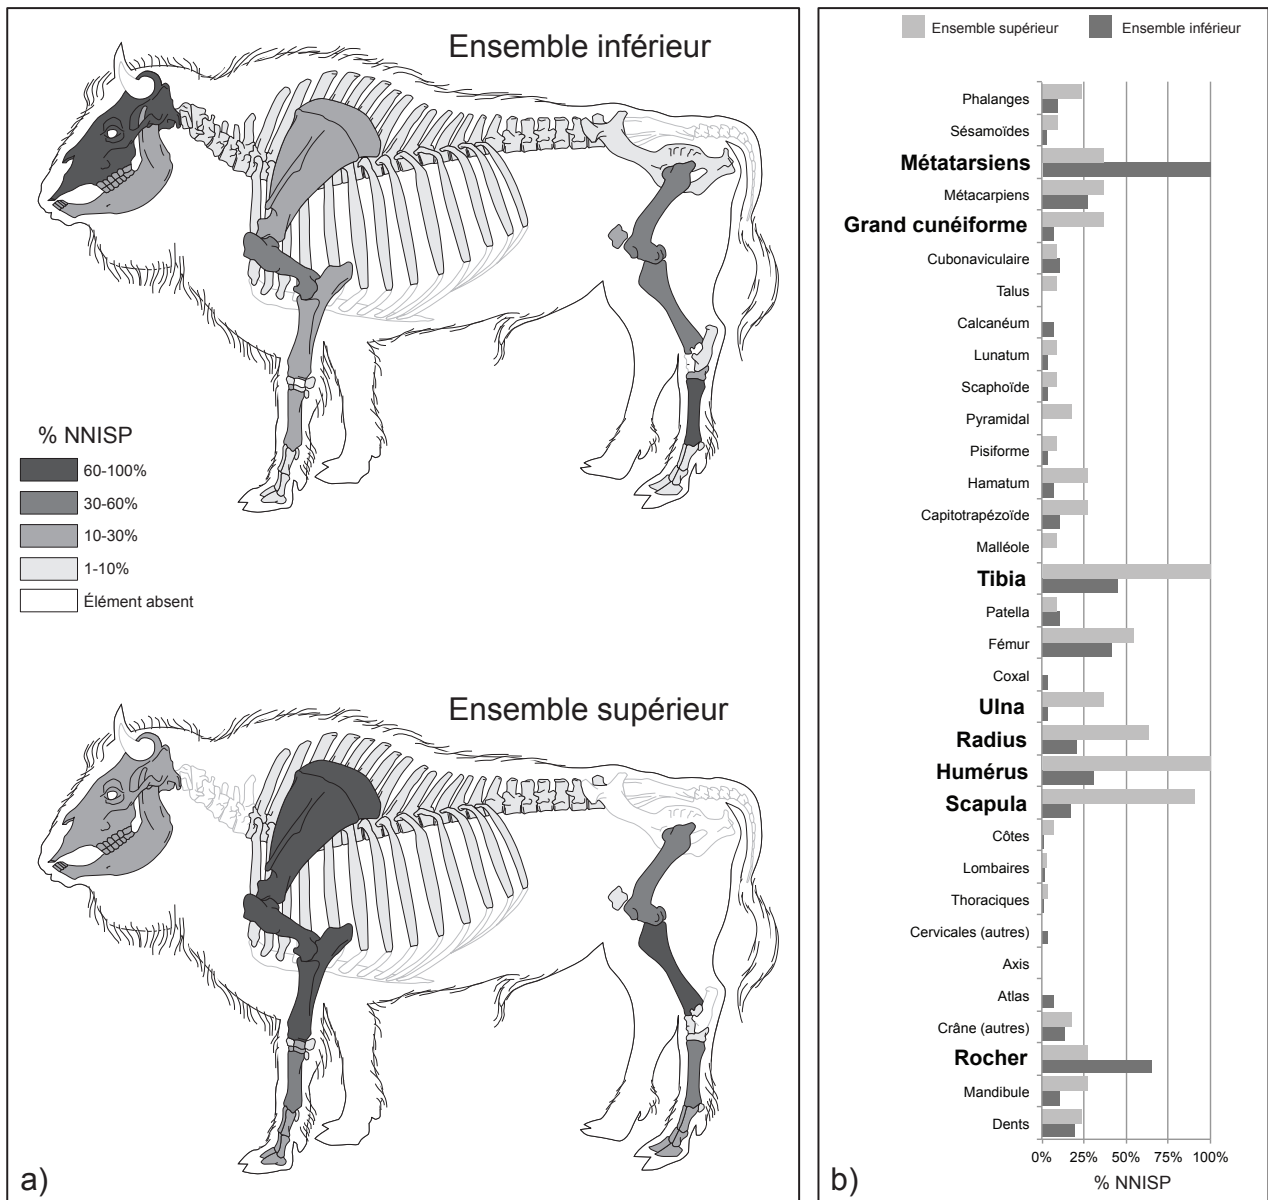 Ensemble inférieur
% NNISP
60-100%
30-60%
10-30%
1-10%
Élément absent
Ensemble supérieur
a)
Ensemble supérieur
Ensemble inférieur
Phalanges
Sésamoïdes
Métatarsiens
Métacarpiens
Grand cunéiforme
Cubonaviculaire
Talus
Calcanéum
Lunatum
Scaphoïde
Pyramidal
Pisiforme
Hamatum
Capitotrapézoïde
Malléole
Tibia
Patella
Fémur
Coxal
Ulna
Radius
Humérus
Scapula
Côtes
Lombaires
Thoraciques
Cervicales (autres)
Axis
Atlas
Crâne (autres)
Rocher
Mandibule
Dents
0% 25% 50% 75% 100%
% NNISP
b)